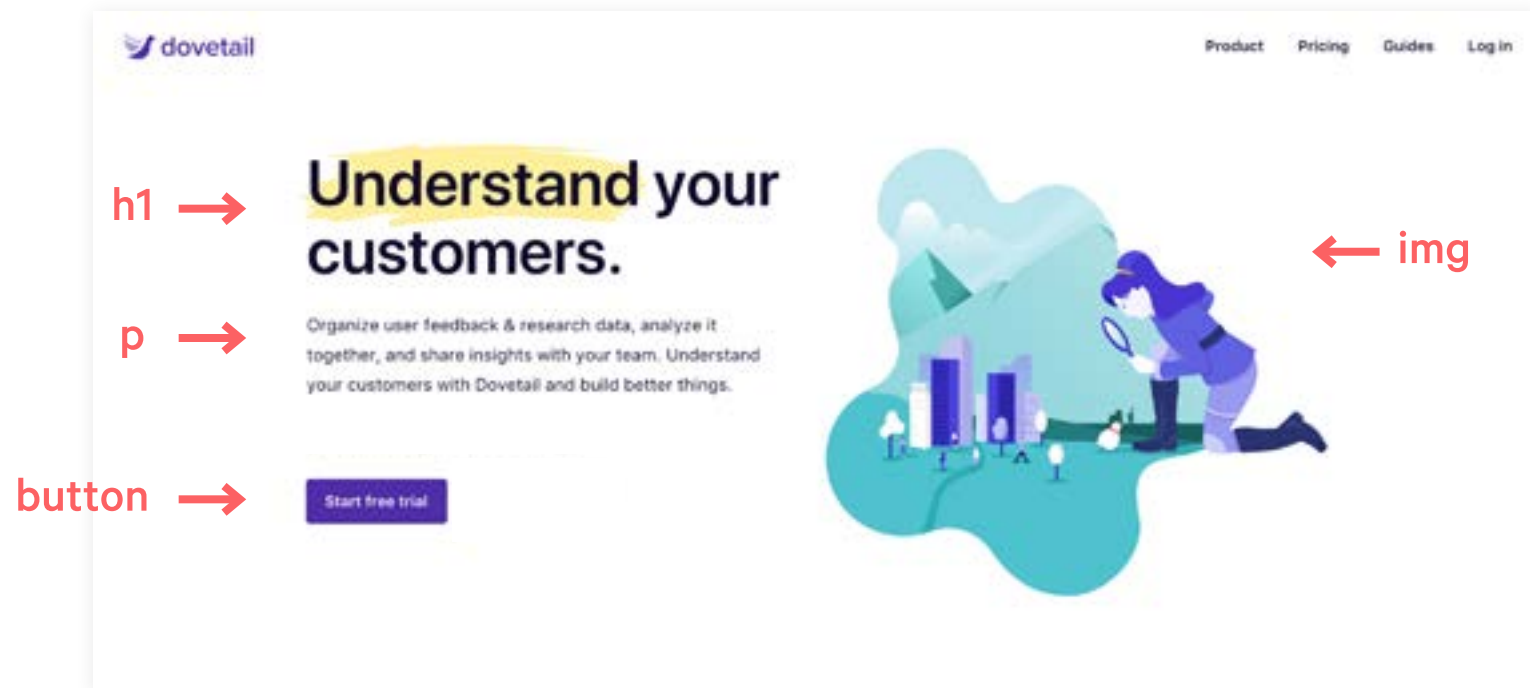 dovetail
Product Pricing Guides Log in
h1
Understand your
customers.
img
p
Organize user feedback & research data, analyze it
together, and share insights with your team. Understand
your customers with Dovetail and build better things.
button
Start free trial